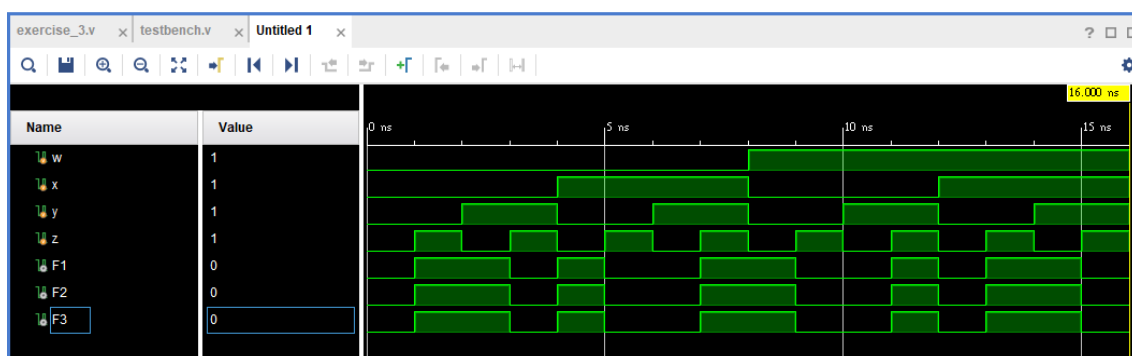 exercise_3.v × testbench.v × Untitled 1 ×
?
16.000 ns
Name Value 0 ns 5 ns 10 ns 15 ns
w 1
x 1
y 1
z 1
F1 0
F2 0
F3 0